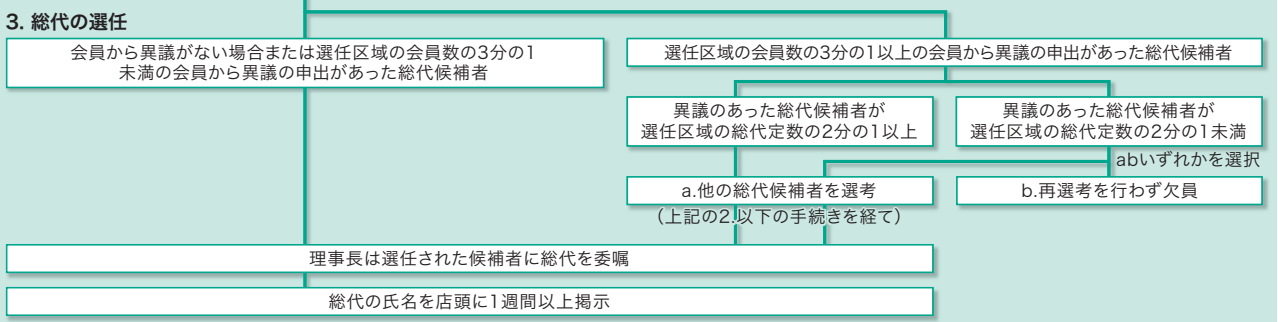 3. 総代の選任
会員から異議がない場合または選任区域の会員数の3分の1
未満の会員から異議の申出があった総代候補者
選任区域の会員数の3分の1以上の会員から異議の申出があった総代候補者
異議のあった総代候補者が
選任区域の総代定数の2分の1以上
異議のあった総代候補者が
選任区域の総代定数の2分の1未満
abいずれかを選択
a.他の総代候補者を選考
b.再選考を行わず欠員
（上記の2.以下の手続きを経て）
理事長は選任された候補者に総代を委嘱
総代の氏名を店頭に1週間以上掲示